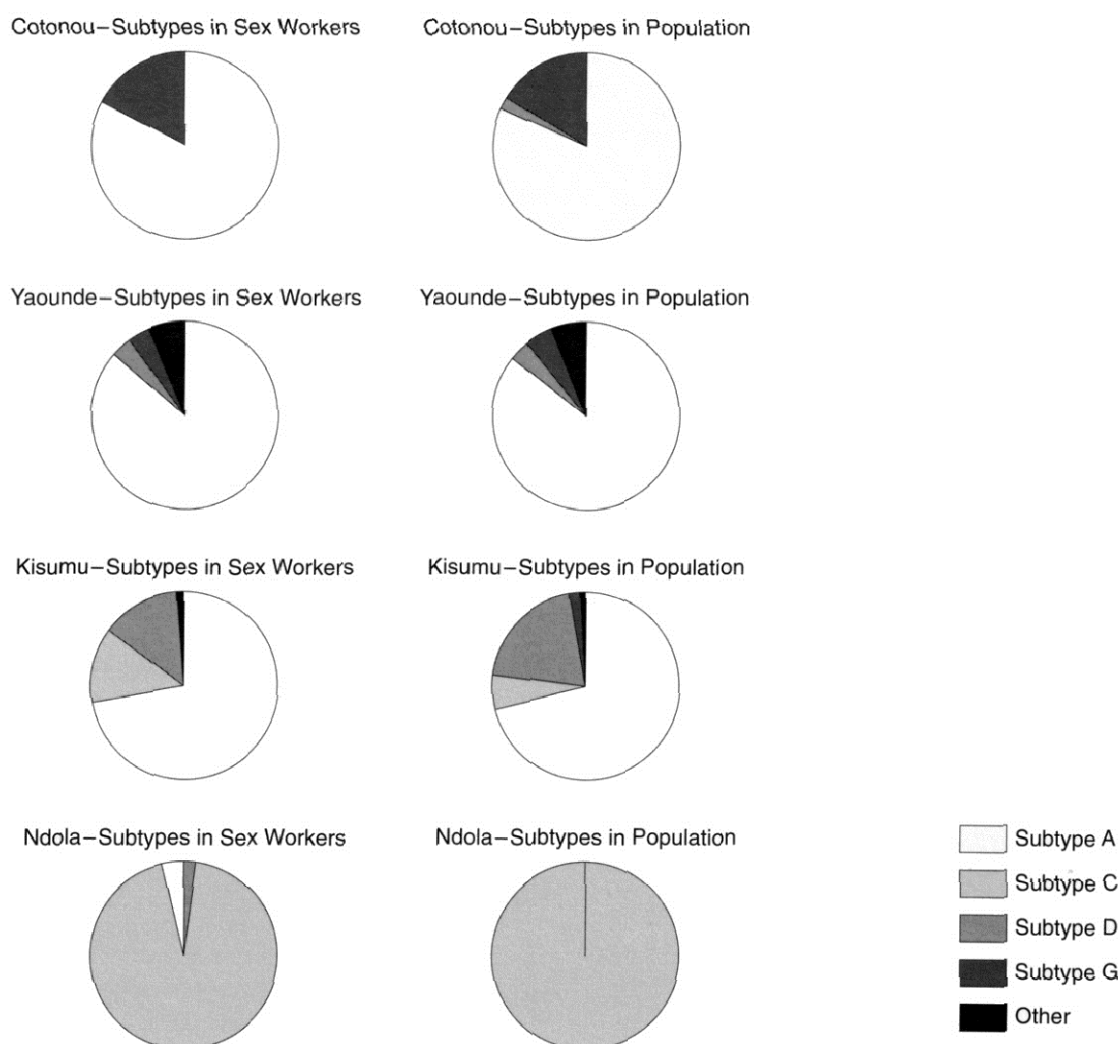 Cotonou–Subtypes in Sex Workers
Cotonou–Subtypes in Population
Yaounde–Subtypes in Sex Workers
Yaounde–Subtypes in Population
Kisumu–Subtypes in Sex Workers
Kisumu–Subtypes in Population
Ndola–Subtypes in Sex Workers
Ndola–Subtypes in Population
Subtype A
Subtype C
Subtype D
Subtype G
Other